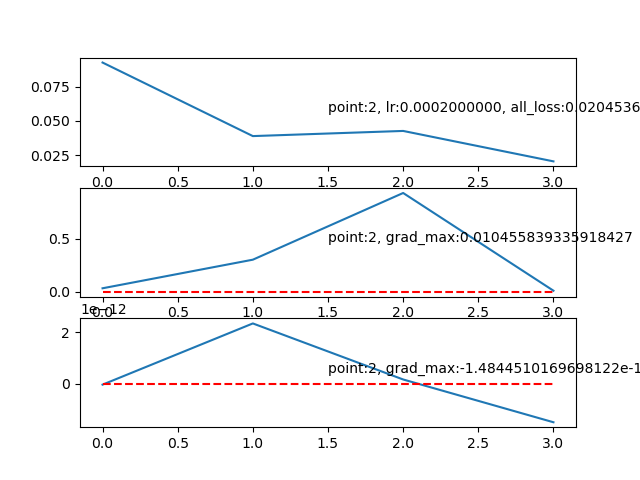 0.075
0.050
0.025
point:2, lr:0.0002000000, all_loss:0.0204536
0.0 0.5 1.0 1.5 2.0 2.5 3.0
0.5
0.0
point:2, grad_max:0.010455839335918427
0.0 0.5 1.0 1.5 2.0 2.5 3.0
1e−12
2
0
point:2, grad_max:-1.4844510169698122e-1
0.0 0.5 1.0 1.5 2.0 2.5 3.0